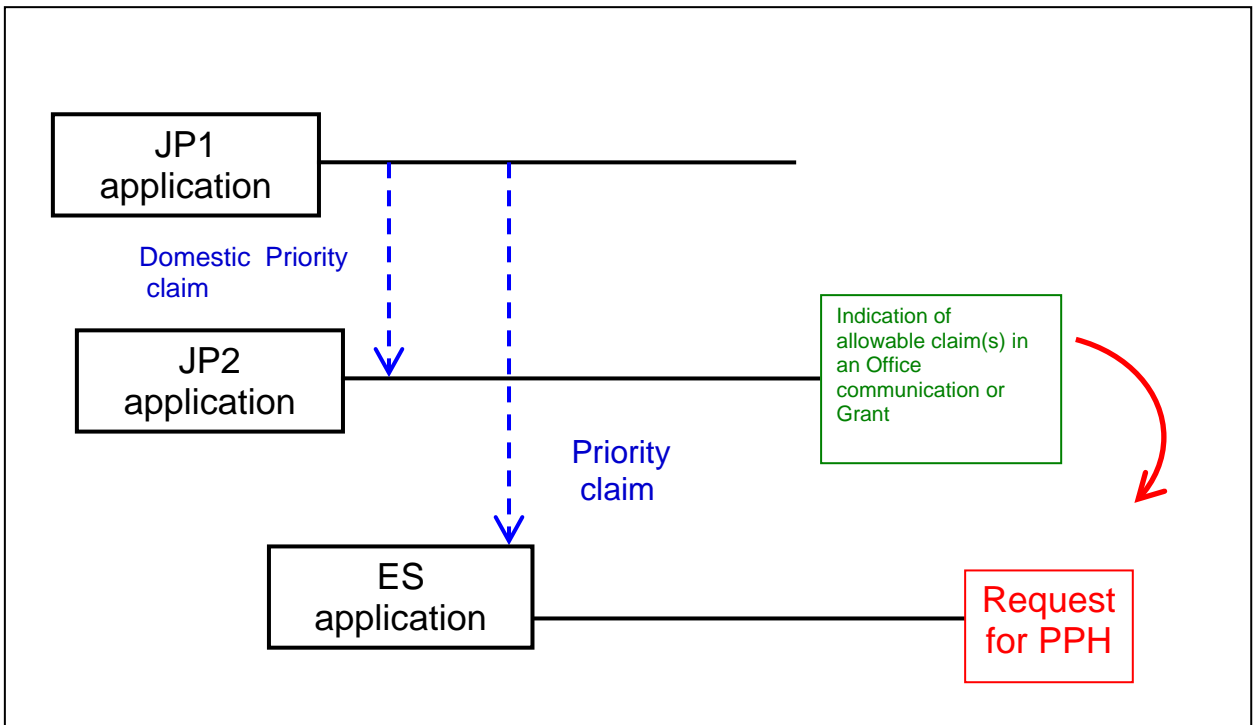 JP1
application
Domestic Priority
claim
JP2
application
Indication of
allowable claim(s) in
an Office
communication or
Grant
Priority
claim
ES
application
Request
for PPH